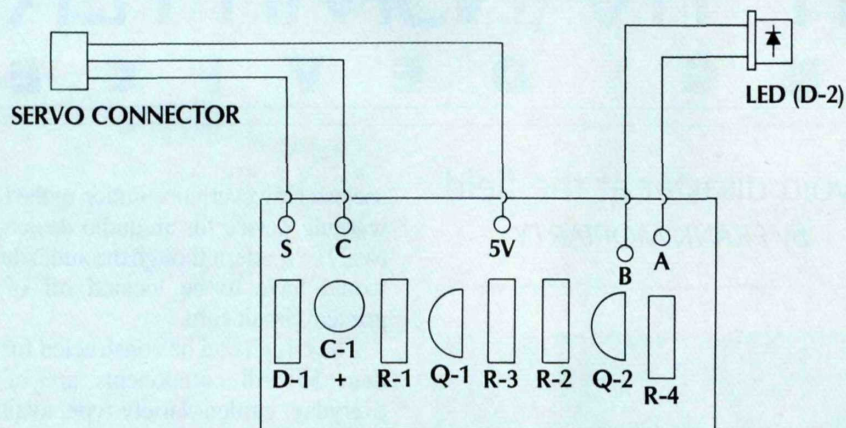 SERVO CONNECTOR
LED (D-2)
S C 5V B A
C-1
D-1 + R-1 Q-1 R-3 R-2 Q-2 R-4